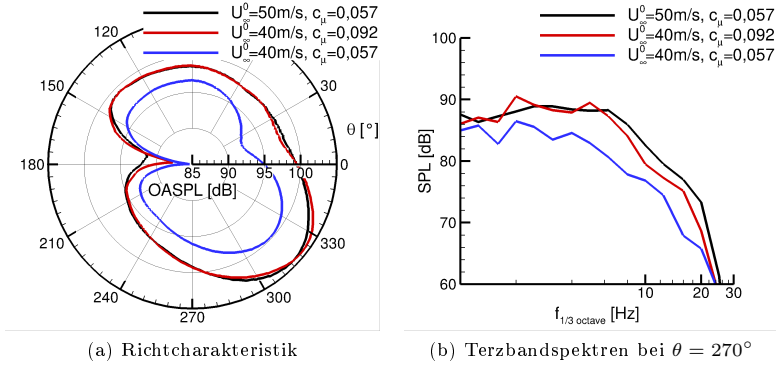 U⁰∞=50m/s, cμ=0,057
U⁰∞=40m/s, cμ=0,092
U⁰∞=40m/s, cμ=0,057
120
150
30
θ [°]
180
85 90 95 100
0
OASPL [dB]
210
330
240
300
270
(a) Richtcharakteristik
U⁰∞=50m/s, cμ=0,057
U⁰∞=40m/s, cμ=0,092
U⁰∞=40m/s, cμ=0,057
100
90
80
70
60
SPL [dB]
10 20 30
f1/3 octave [Hz]
(b) Terzbandspektren bei θ = 270°